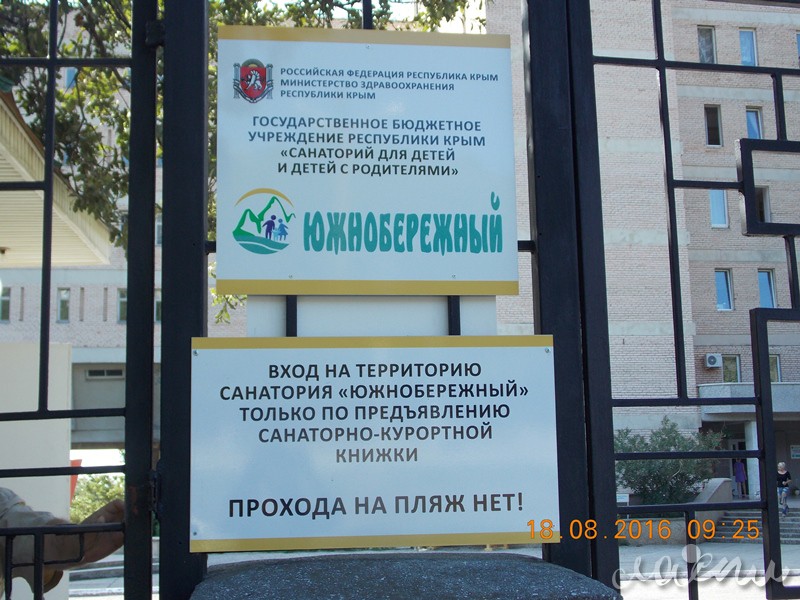 РОССИЙСКАЯ ФЕДЕРАЦИЯ РЕСПУБЛИКА КРЫМ
МИНИСТЕРСТВО ЗДРАВООХРАНЕНИЯ
РЕСПУБЛИКИ КРЫМ
ГОСУДАРСТВЕННОЕ БЮДЖЕТНОЕ
УЧРЕЖДЕНИЕ РЕСПУБЛИКИ КРЫМ
«САНАТОРИЙ ДЛЯ ДЕТЕЙ
И ДЕТЕЙ С РОДИТЕЛЯМИ»
ЮЖНОБЕРЕЖНЫЙ
ВХОД НА ТЕРРИТОРИЮ
САНАТОРИЯ «ЮЖНОБЕРЕЖНЫЙ»
ТОЛЬКО ПО ПРЕДЪЯВЛЕНИЮ
САНАТОРНО-КУРОРТНОЙ
КНИЖКИ
ПРОХОДА НА ПЛЯЖ НЕТ!
18.08.2016 09:25